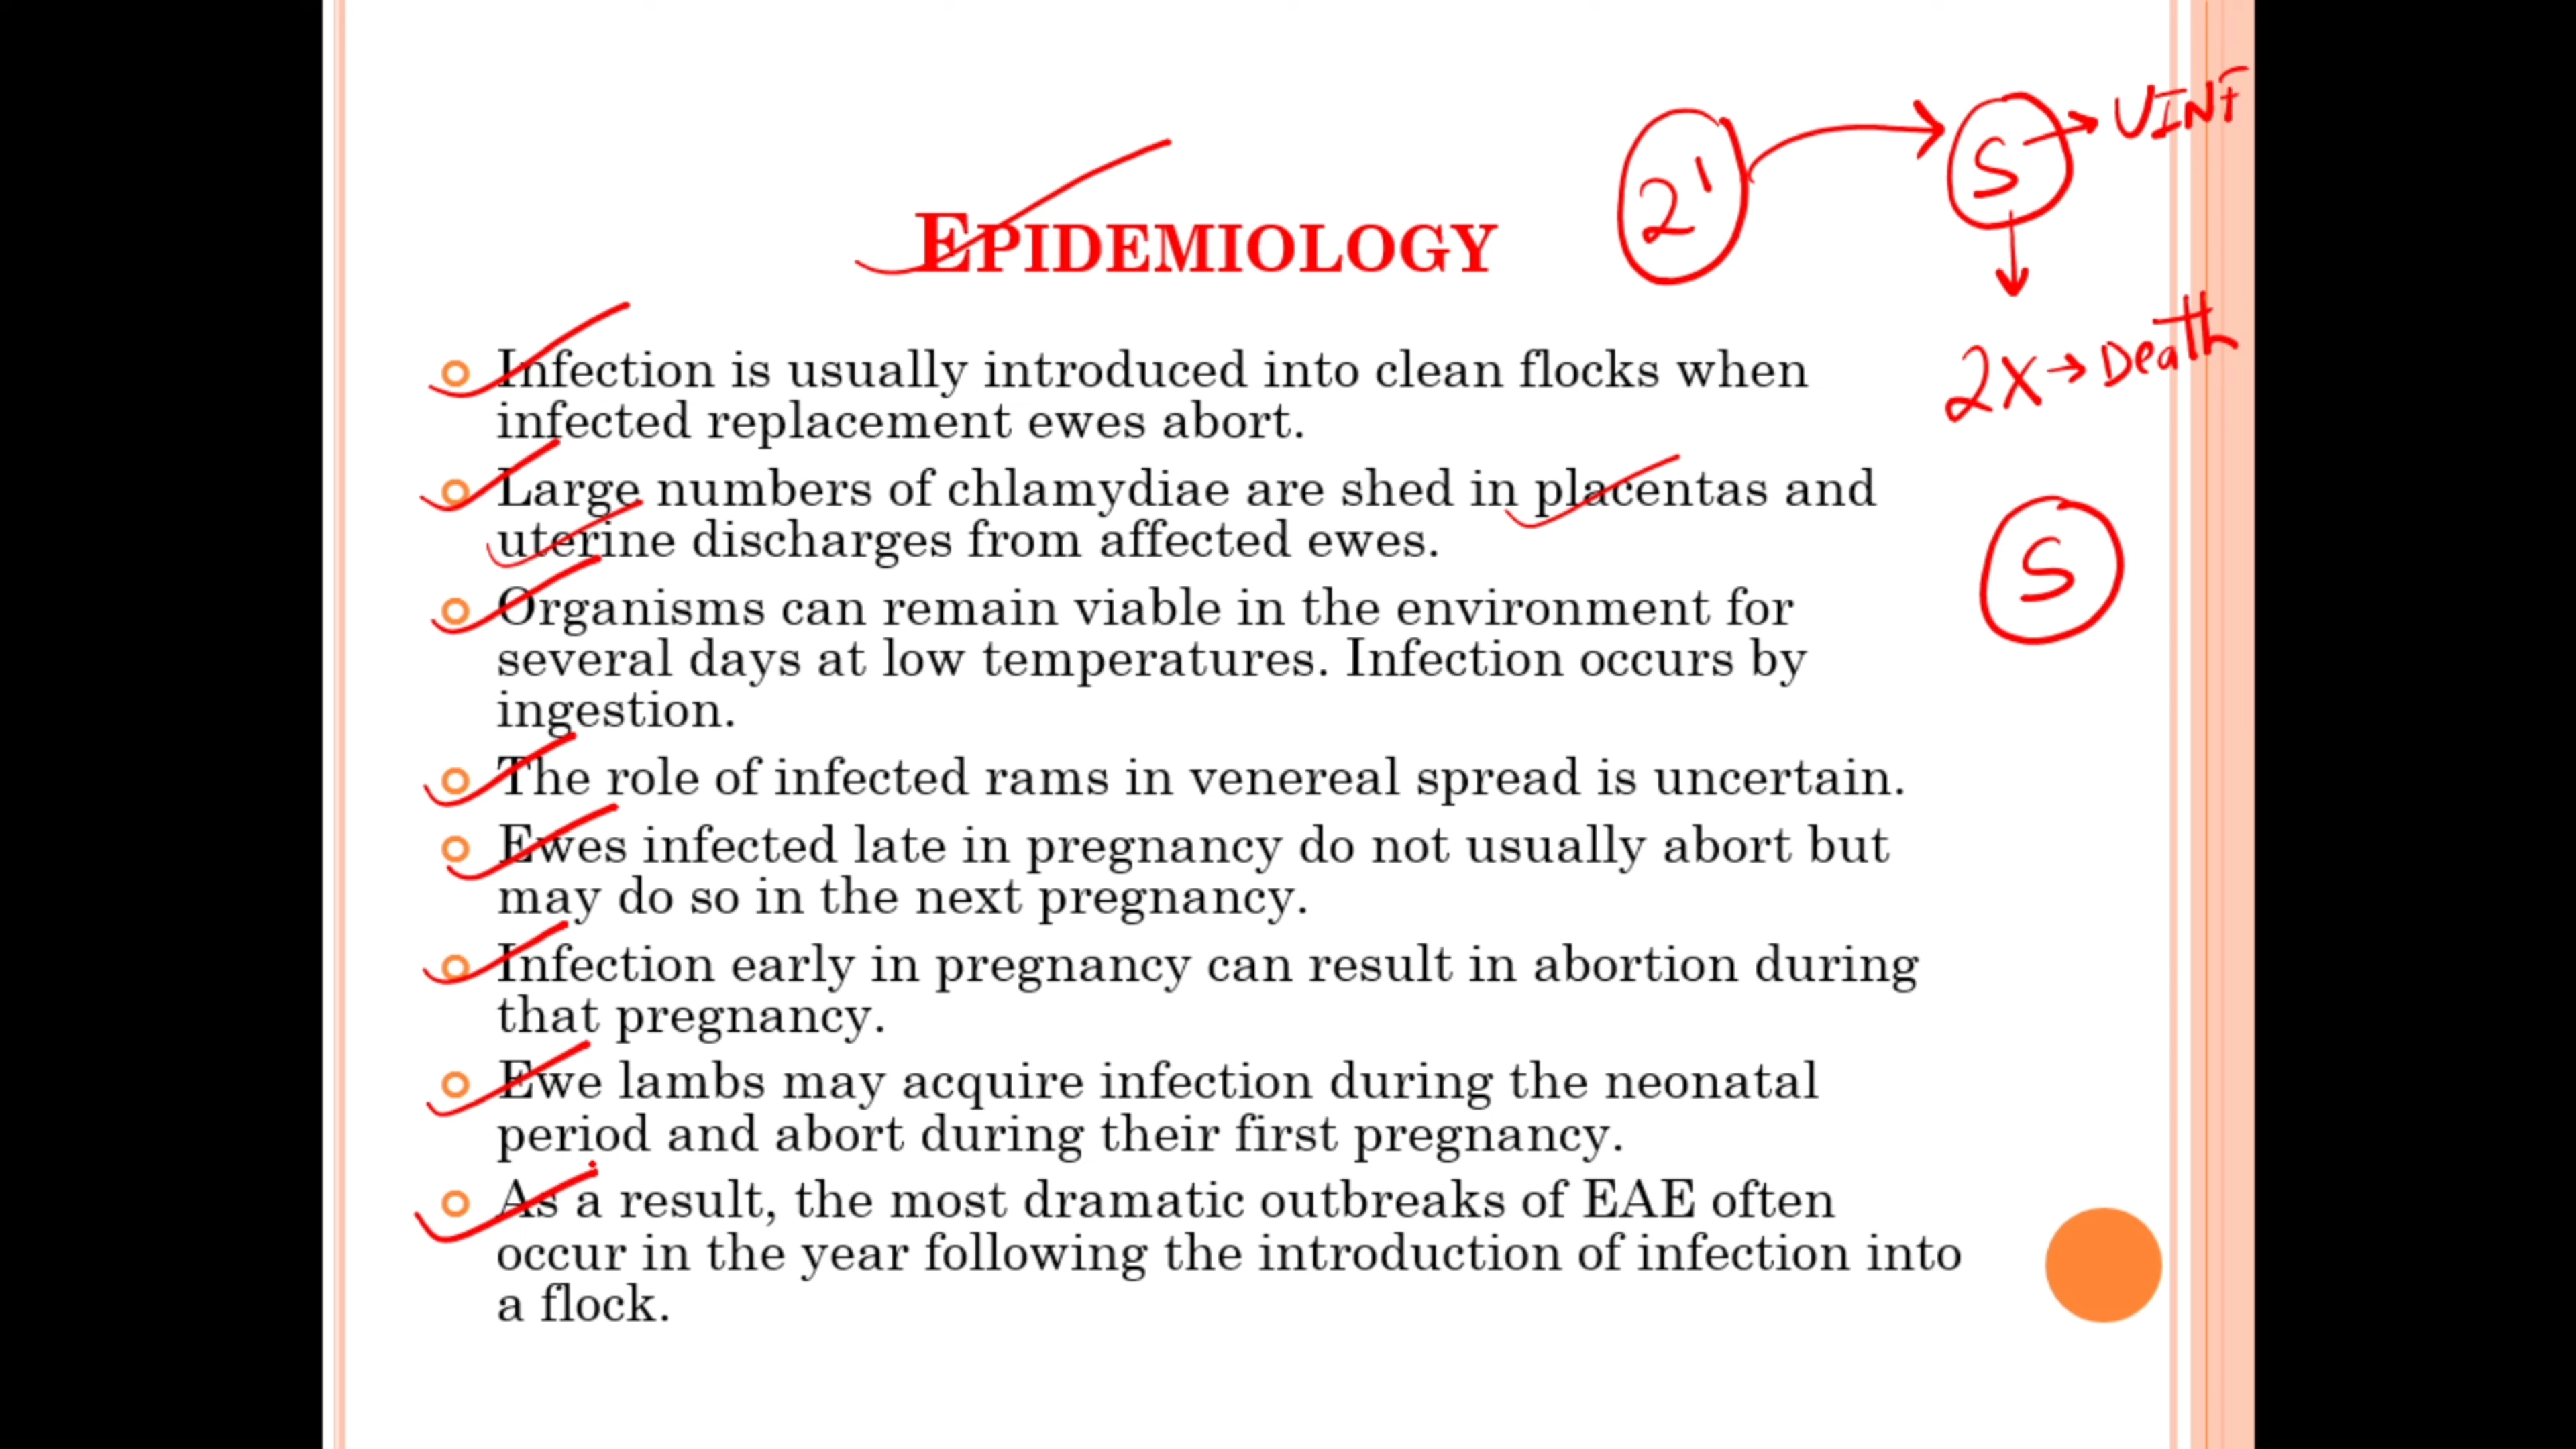 EPIDEMIOLOGY
2'
S
UINF
2X → Death
S
Infection is usually introduced into clean flocks when
infected replacement ewes abort.
Large numbers of chlamydiae are shed in placentas and
uterine discharges from affected ewes.
Organisms can remain viable in the environment for
several days at low temperatures. Infection occurs by
ingestion.
The role of infected rams in venereal spread is uncertain.
Ewes infected late in pregnancy do not usually abort but
may do so in the next pregnancy.
Infection early in pregnancy can result in abortion during
that pregnancy.
Ewe lambs may acquire infection during the neonatal
period and abort during their first pregnancy.
As a result, the most dramatic outbreaks of EAE often
occur in the year following the introduction of infection into
a flock.